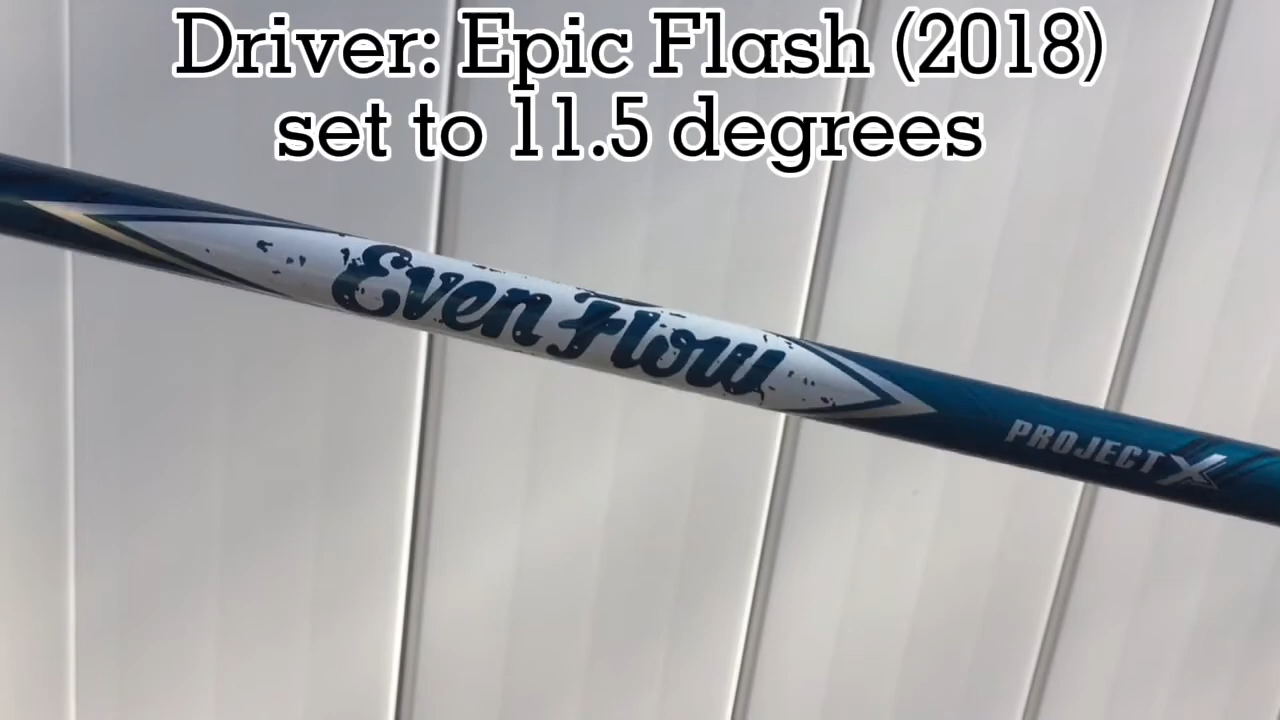 Driver: Epic Flash (2018)
set to 11.5 degrees
Even Flow
PROJECT X